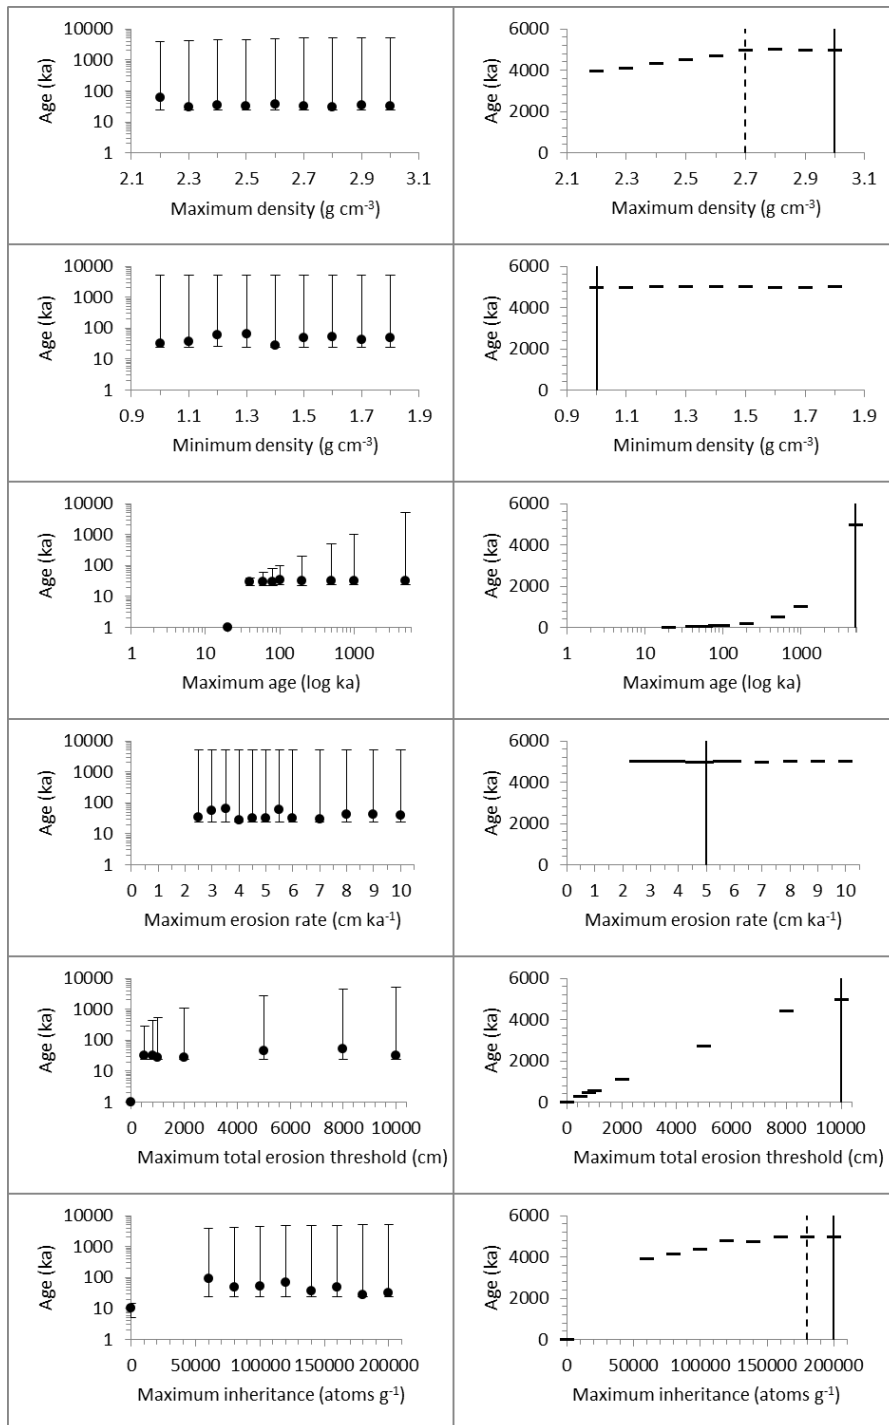 10000
1000
100
10
1
Age (ka)
2.1 2.3 2.5 2.7 2.9 3.1
Maximum density (g cm-3)
6000
4000
2000
0
Age (ka)
2.1 2.3 2.5 2.7 2.9 3.1
Maximum density (g cm-3)
10000
1000
100
10
1
Age (ka)
0.9 1.1 1.3 1.5 1.7 1.9
Minimum density (g cm-3)
6000
4000
2000
0
Age (ka)
0.9 1.1 1.3 1.5 1.7 1.9
Minimum density (g cm-3)
10000
1000
100
10
1
Age (ka)
1 10 100 1000
Maximum age (log ka)
6000
4000
2000
0
Age (ka)
1 10 100 1000
Maximum age (log ka)
10000
1000
100
10
1
Age (ka)
0 1 2 3 4 5 6 7 8 9 10
Maximum erosion rate (cm ka-1)
6000
4000
2000
0
Age (ka)
0 1 2 3 4 5 6 7 8 9 10
Maximum erosion rate (cm ka-1)
10000
1000
100
10
1
Age (ka)
0 2000 4000 6000 8000 10000
Maximum total erosion threshold (cm)
6000
4000
2000
0
Age (ka)
0 2000 4000 6000 8000 10000
Maximum total erosion threshold (cm)
10000
1000
100
10
1
Age (ka)
0 50000 100000 150000 200000
Maximum inheritance (atoms g-1)
6000
4000
2000
0
Age (ka)
0 50000 100000 150000 200000
Maximum inheritance (atoms g-1)